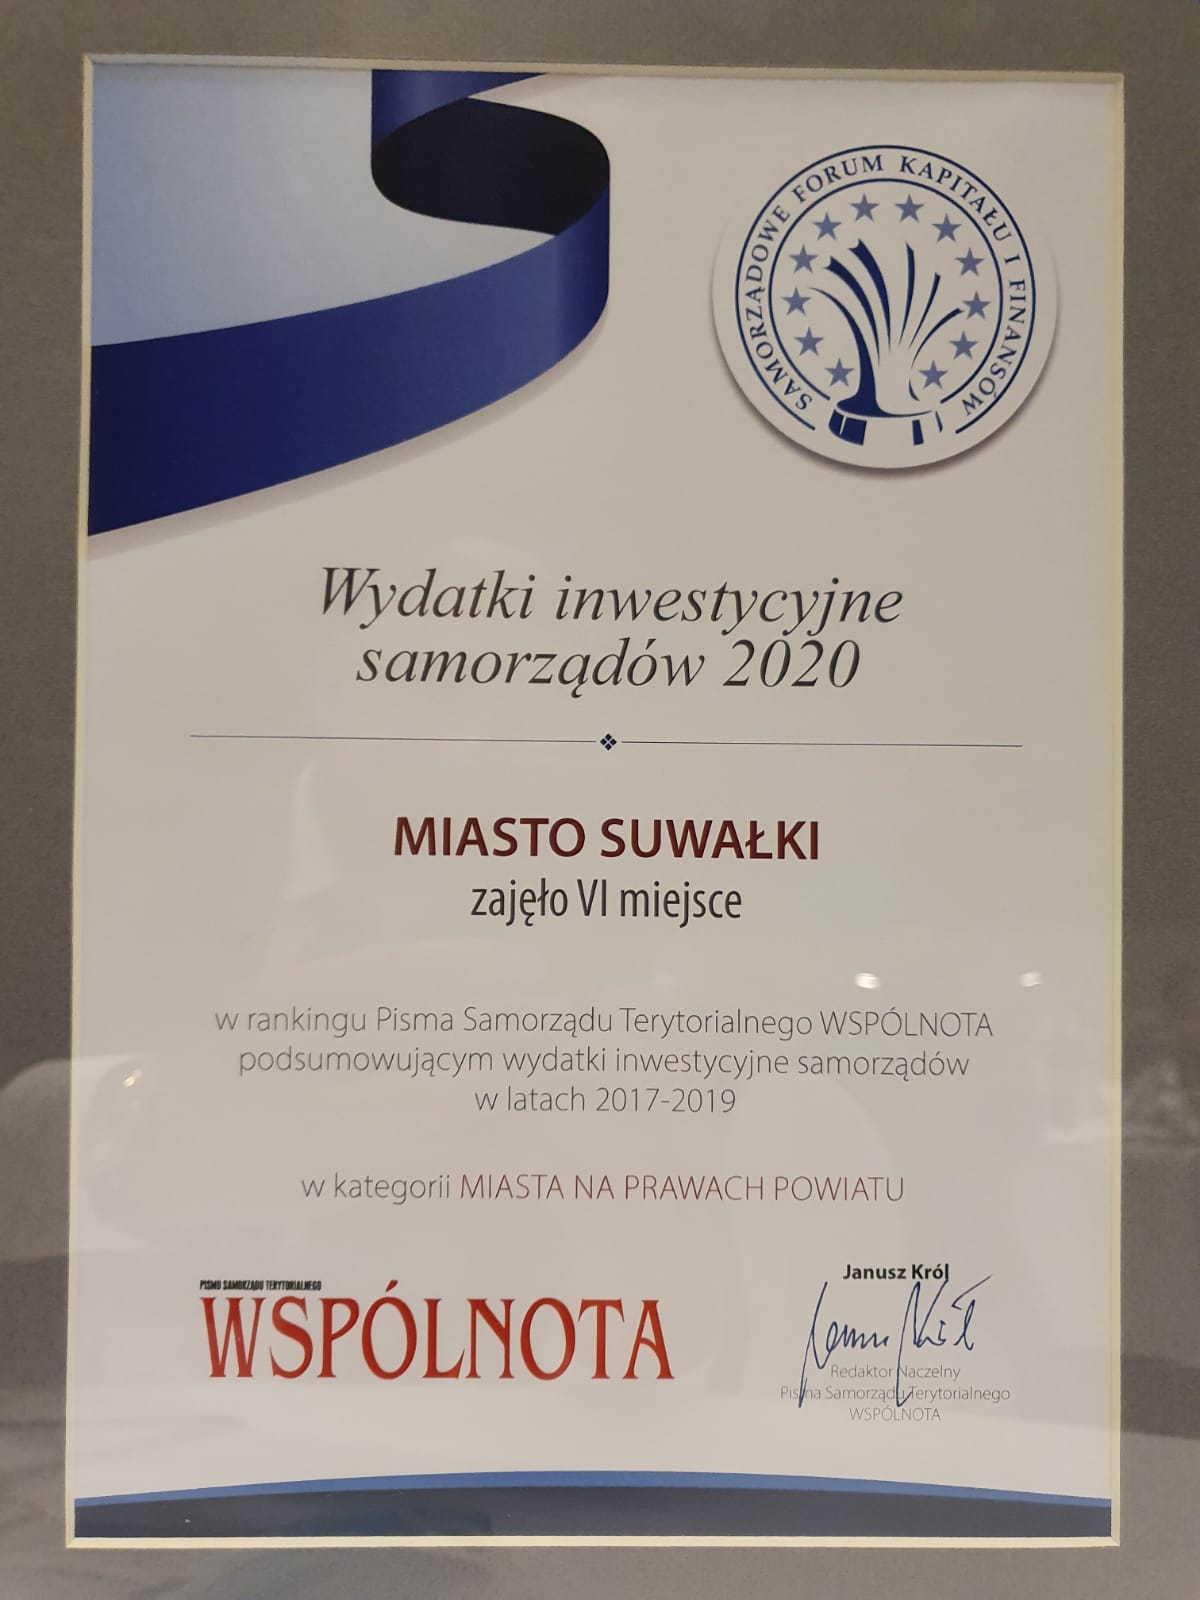 SAMORZĄDOWE FORUM KAPITAŁU I FINANSÓW
Wydatki inwestycyjne
samorządów 2020
MIASTO SUWAŁKI
zajęło VI miejsce
w rankingu Pisma Samorządu Terytorialnego WSPÓLNOTA
podsumowującym wydatki inwestycyjne samorządów
w latach 2017-2019
w kategorii MIASTA NA PRAWACH POWIATU
PISMO SAMORZĄDU TERYTORIALNEGO
WSPÓLNOTA
Janusz Król
Redaktor Naczelny
Pisma Samorządu Terytorialnego
WSPÓLNOTA